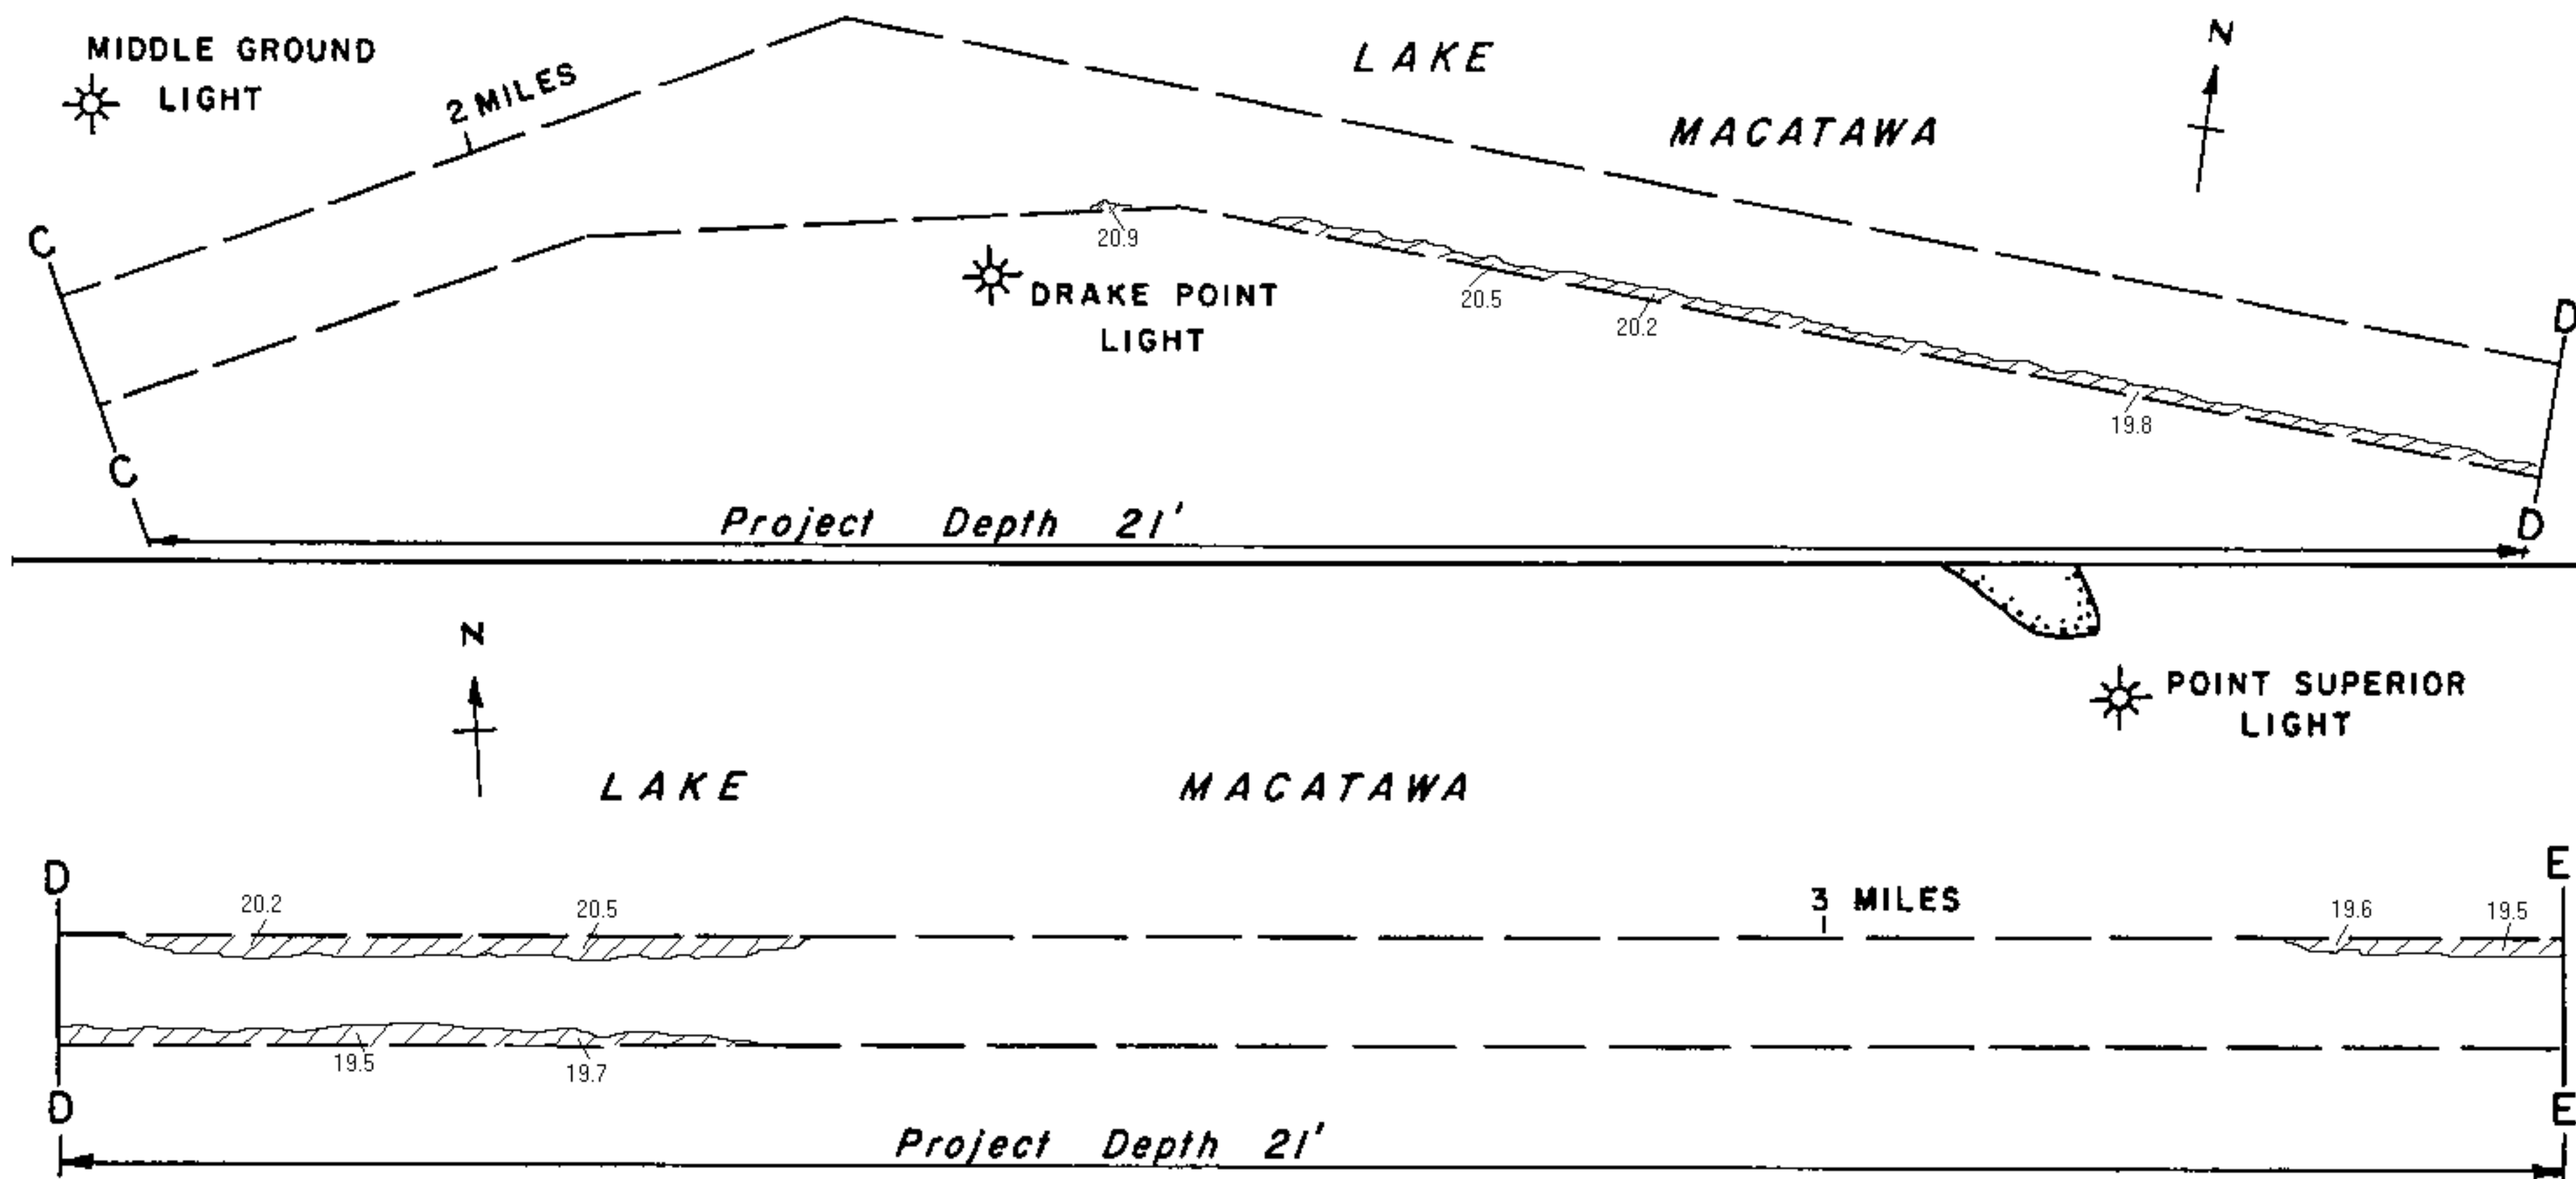 MIDDLE GROUND
LIGHT
2 MILES
LAKE
MACATAWA
N
C
C
20.9
DRAKE POINT
LIGHT
20.5
20.2
19.8
D
D
Project Depth 21'
N
POINT SUPERIOR
LIGHT
LAKE MACATAWA
D
20.2
20.5
3 MILES
19.6
19.5
E
19.5
19.7
D
E
Project Depth 21'